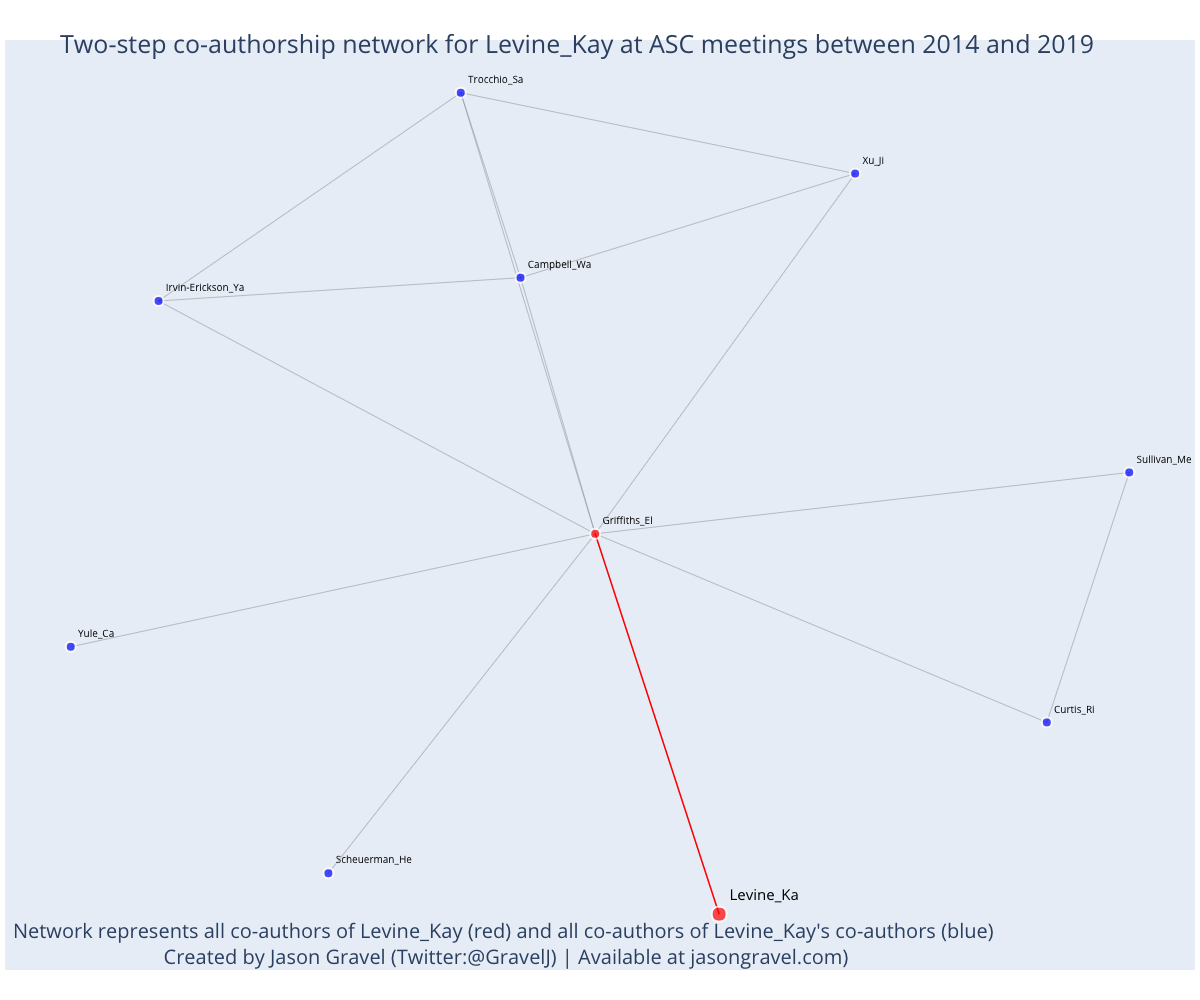 Two-step co-authorship network for Levine_Kay at ASC meetings between 2014 and 2019
Trocchio_Sa
Xu_Ji
Campbell_Wa
Irvin-Erickson_Ya
Sullivan_Me
Griffiths_El
Yule_Ca
Curtis_Ri
Scheuerman_He
Levine_Ka
Network represents all co-authors of Levine_Kay (red) and all co-authors of Levine_Kay's co-authors (blue)
Created by Jason Gravel (Twitter:@GravelJ) | Available at jasongravel.com)